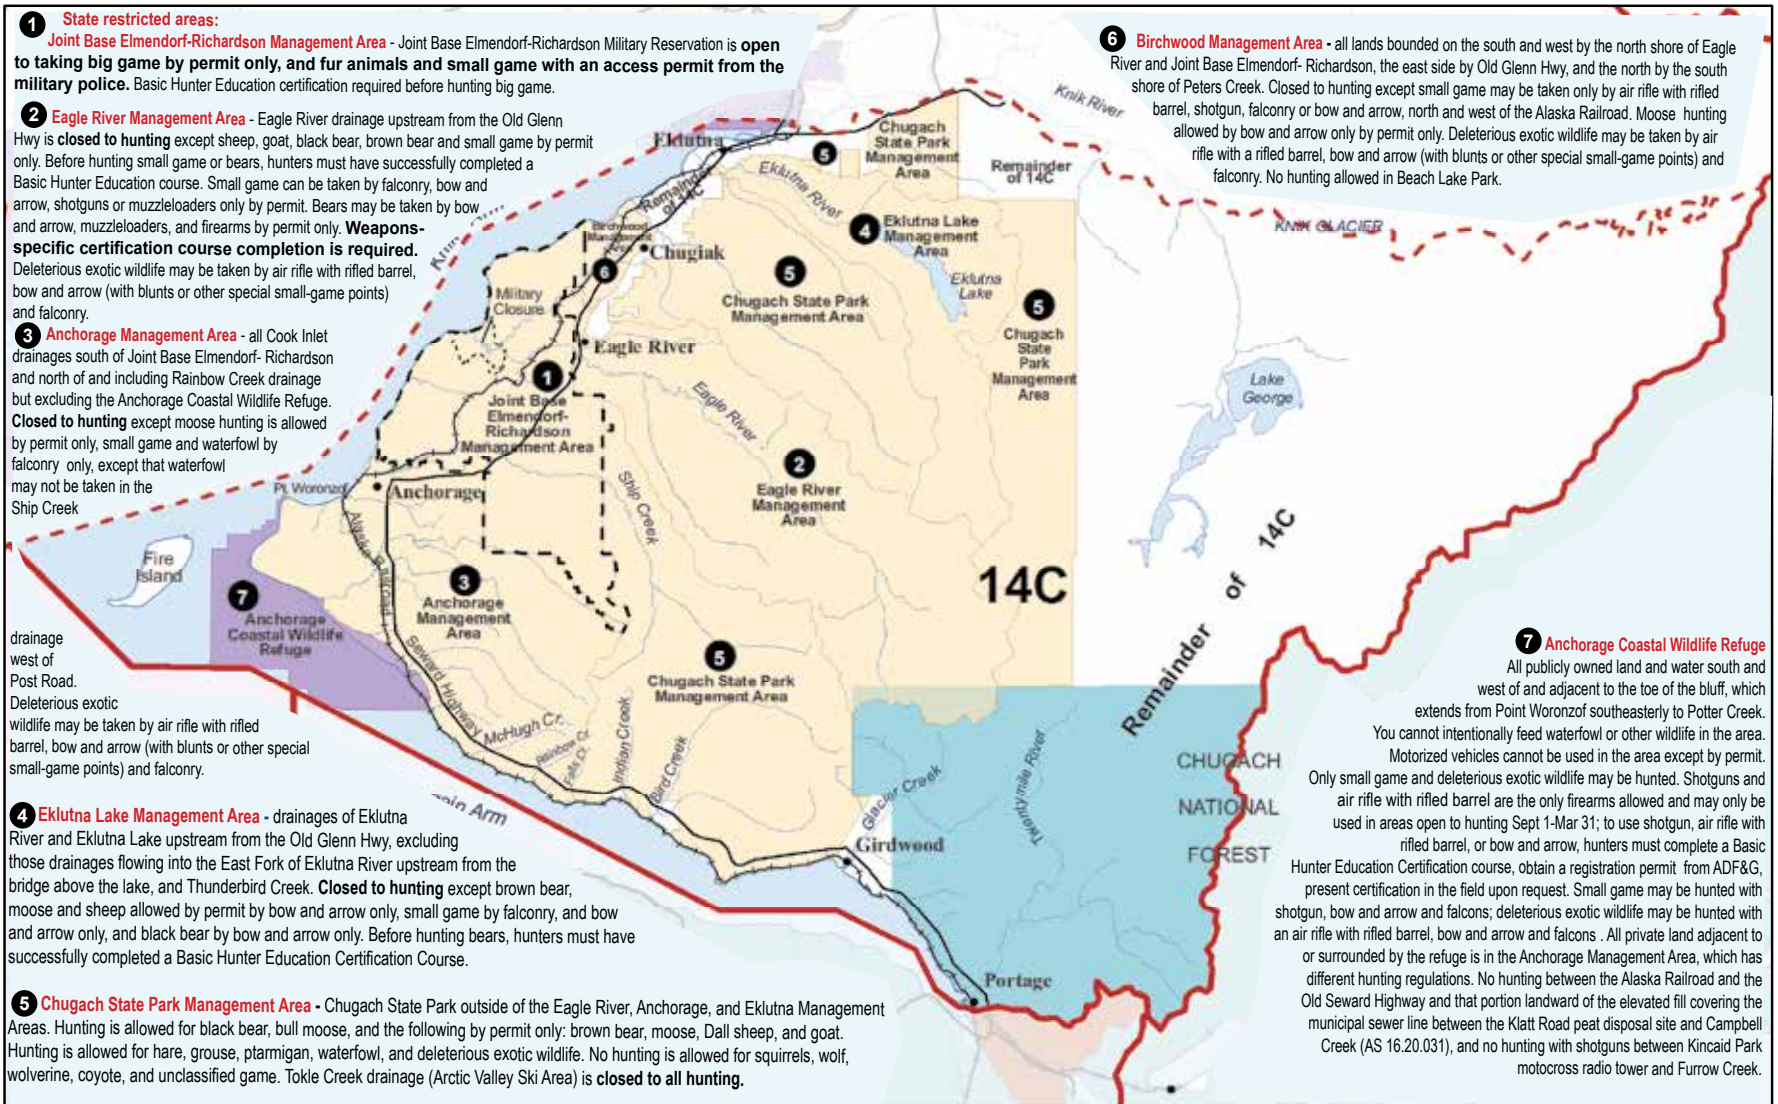 1 State restricted areas:
Joint Base Elmendorf-Richardson Management Area - Joint Base Elmendorf-Richardson Military Reservation is open
to taking big game by permit only, and fur animals and small game with an access permit from the
military police. Basic Hunter Education certification required before hunting big game.
2 Eagle River Management Area - Eagle River drainage upstream from the Old Glenn
Hwy is closed to hunting except sheep, goat, black bear, brown bear and small game by permit
only. Before hunting small game or bears, hunters must have successfully completed a
Basic Hunter Education course. Small game can be taken by falconry, bow and
arrow, shotguns or muzzleloaders only by permit. Bears may be taken by bow
and arrow, muzzleloaders, and firearms by permit only. Weapons-
specific certification course completion is required.
Deleterious exotic wildlife may be taken by air rifle with rifled barrel,
bow and arrow (with blunts or other special small-game points)
and falconry.
3 Anchorage Management Area - all Cook Inlet
drainages south of Joint Base Elmendorf- Richardson
and north of and including Rainbow Creek drainage
but excluding the Anchorage Coastal Wildlife Refuge.
Closed to hunting except moose hunting is allowed
by permit only, small game and waterfowl by
falconry only, except that waterfowl
may not be taken in the
Ship Creek
drainage
west of
Post Road.
Deleterious exotic
wildlife may be taken by air rifle with rifled
barrel, bow and arrow (with blunts or other special
small-game points) and falconry.
4 Eklutna Lake Management Area - drainages of Eklutna
River and Eklutna Lake upstream from the Old Glenn Hwy, excluding
those drainages flowing into the East Fork of Eklutna River upstream from the
bridge above the lake, and Thunderbird Creek. Closed to hunting except brown bear,
moose and sheep allowed by permit by bow and arrow only, small game by falconry, and bow
and arrow only, and black bear by bow and arrow only. Before hunting bears, hunters must have
successfully completed a Basic Hunter Education Certification Course.
5 Chugach State Park Management Area - Chugach State Park outside of the Eagle River, Anchorage, and Eklutna Management
Areas. Hunting is allowed for black bear, bull moose, and the following by permit only: brown bear, moose, Dall sheep, and goat.
Hunting is allowed for hare, grouse, ptarmigan, waterfowl, and deleterious exotic wildlife. No hunting is allowed for squirrels, wolf,
wolverine, coyote, and unclassified game. Tokle Creek drainage (Arctic Valley Ski Area) is closed to all hunting.
6 Birchwood Management Area - all lands bounded on the south and west by the north shore of Eagle
River and Joint Base Elmendorf- Richardson, the east side by Old Glenn Hwy, and the north by the south
shore of Peters Creek. Closed to hunting except small game may be taken only by air rifle with rifled
barrel, shotgun, falconry or bow and arrow, north and west of the Alaska Railroad. Moose hunting
allowed by bow and arrow only by permit only. Deleterious exotic wildlife may be taken by air
rifle with a rifled barrel, bow and arrow (with blunts or other special small-game points) and
falconry. No hunting allowed in Beach Lake Park.
7 Anchorage Coastal Wildlife Refuge
All publicly owned land and water south and
west of and adjacent to the toe of the bluff, which
extends from Point Woronzof southeasterly to Potter Creek.
You cannot intentionally feed waterfowl or other wildlife in the area.
Motorized vehicles cannot be used in the area except by permit.
Only small game and deleterious exotic wildlife may be hunted. Shotguns and
air rifle with rifled barrel are the only firearms allowed and may only be
used in areas open to hunting Sept 1-Mar 31; to use shotgun, air rifle with
rifled barrel, or bow and arrow, hunters must complete a Basic
Hunter Education Certification course, obtain a registration permit from ADF&G,
present certification in the field upon request. Small game may be hunted with
shotgun, bow and arrow and falcons; deleterious exotic wildlife may be hunted with
an air rifle with rifled barrel, bow and arrow and falcons . All private land adjacent to
or surrounded by the refuge is in the Anchorage Management Area, which has
different hunting regulations. No hunting between the Alaska Railroad and the
Old Seward Highway and that portion landward of the elevated fill covering the
municipal sewer line between the Klatt Road peat disposal site and Campbell
Creek (AS 16.20.031), and no hunting with shotguns between Kincaid Park
motocross radio tower and Furrow Creek.
Knik River
Eklutna
5
Chugach
State Park
Management
Area
Remainder
of 14C
Remainder
of 14C
Eklutna River
4
Eklutna Lake
Management
Area
Eklutna
Lake
KNIK GLACIER
Birchwood
Management
Area
Chugiak
6
5
Chugach State Park
Management Area
5
Chugach
State
Park
Management
Area
Military
Closure
Eagle River
1
Joint Base
Elmendorf-
Richardson
Management Area
Eagle River
Lake
George
2
Eagle River
Management
Area
Ship Creek
Pt. Woronzof
Anchorage
Alaska Railroad
Fire
Island
7
Anchorage
Coastal Wildlife
Refuge
3
Anchorage
Management
Area
14C
Remainder of 14C
5
Chugach State Park
Management Area
Seward Highway
McHugh Cr.
Rainbow Cr.
Falls Cr.
Indian Creek
Bird Creek
Glacier Creek
Twentymile River
CHUGACH
NATIONAL
FOREST
Girdwood
Arm
Portage